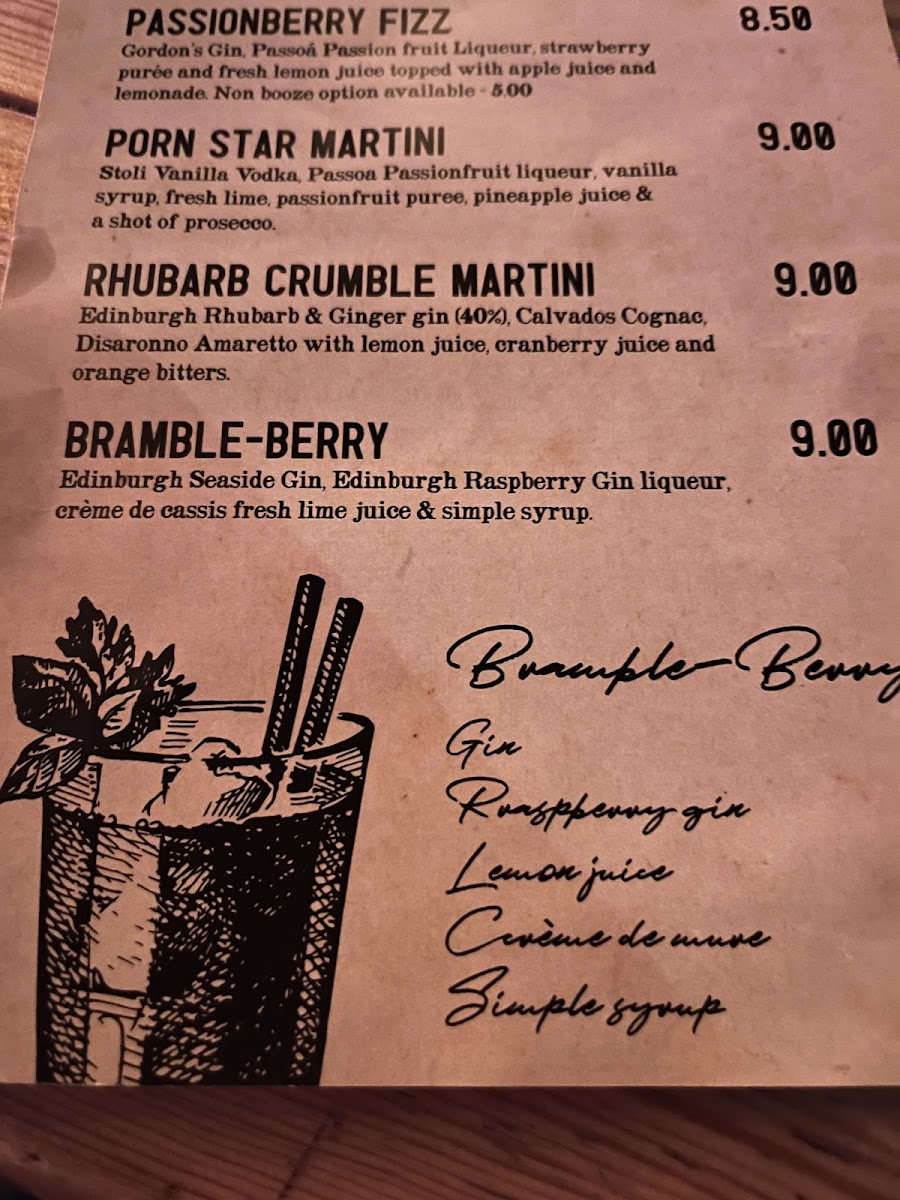 PASSIONBERRY FIZZ 8.50
Gordon's Gin, Passoá Passion fruit Liqueur, strawberry
purée and fresh lemon juice topped with apple juice and
lemonade. Non booze option available - 5.00
PORN STAR MARTINI 9.00
Stoli Vanilla Vodka, Passoa Passionfruit liqueur, vanilla
syrup, fresh lime, passionfruit puree, pineapple juice &
a shot of prosecco.
RHUBARB CRUMBLE MARTINI 9.00
Edinburgh Rhubarb & Ginger gin (40%), Calvados Cognac,
Disaronno Amaretto with lemon juice, cranberry juice and
orange bitters.
BRAMBLE-BERRY 9.00
Edinburgh Seaside Gin, Edinburgh Raspberry Gin liqueur,
crème de cassis fresh lime juice & simple syrup.
Brample-Berry
Gin
Raspberry gin
Lemon juice
Crème de mure
Simple syrup